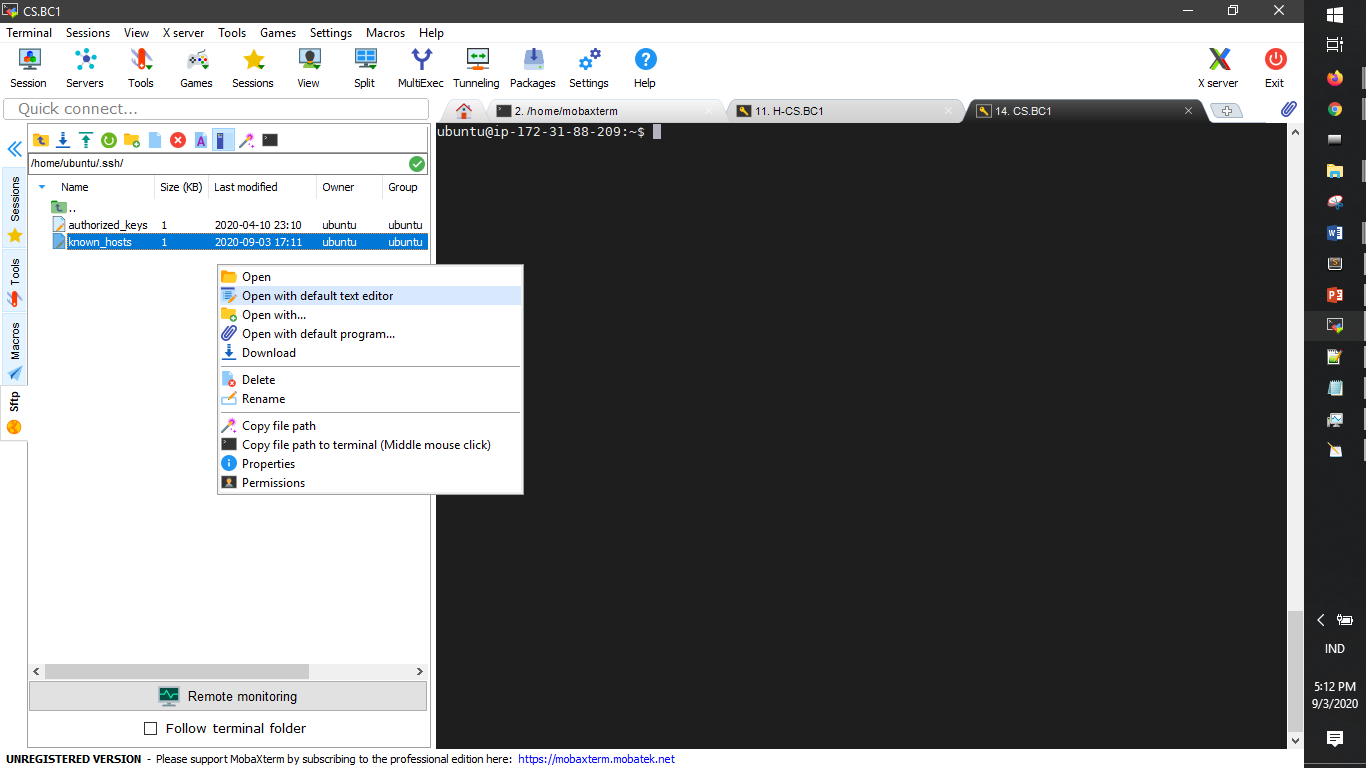 CS.BC1
Terminal Sessions View X server Tools Games Settings Macros Help
Session Servers Tools Games Sessions View Split MultiExec Tunneling Packages Settings Help X server Exit
Quick connect...
2. /home/mobaxterm
11. H-CS.BC1
14. CS.BC1
Sessions
Tools
Macros
Sftp
/home/ubuntu/.ssh/
Name Size (KB) Last modified Owner Group
..
authorized_keys 1 2020-04-10 23:10 ubuntu ubuntu
known_hosts 1 2020-09-03 17:11 ubuntu ubuntu
Open
Open with default text editor
Open with...
Open with default program...
Download
Delete
Rename
Copy file path
Copy file path to terminal (Middle mouse click)
Properties
Permissions
Remote monitoring
Follow terminal folder
ubuntu@ip-172-31-88-209:~$
UNREGISTERED VERSION - Please support MobaXterm by subscribing to the professional edition here: https://mobaxterm.mobatek.net
IND
5:12 PM
9/3/2020